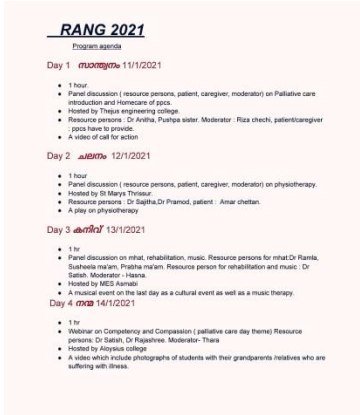 RANG 2021
Program agenda
Day 1 സാന്ത്വനം 11/1/2021
1 hour.
Panel discussion ( resource persons, patient, caregiver, moderator) on Palliative care
introduction and Homecare of ppcs.
Hosted by Thejus engineering college.
Resource persons : Dr Anitha, Pushpa sister. Moderator : Riza chechi, patient/caregiver
: ppcs have to provide.
A video of call for action
Day 2 ചലനം 12/1/2021
1 hour
Panel discussion ( resource persons, patient, caregiver, moderator) on physiotherapy.
Hosted by St Marys Thrissur.
Resource persons : Dr Sajitha,Dr Pramod, patient : Amar chettan.
A play on physiotherapy
Day 3 കനിവ് 13/1/2021
1 hr
Panel discussion on mhat, rehabilitation, music. Resource persons for mhat:Dr Ramla,
Susheela ma'am, Prabha ma'am. Resource person for rehabilitation and music : Dr
Satish. Moderator - Hasna.
Hosted by MES Asmabi
A musical event on the last day as a cultural event as well as a music therapy.
Day 4 നന്മ 14/1/2021
1 hr
Webinar on Competency and Compassion ( palliative care day theme) Resource
persons: Dr Satish, Dr Rajashree. Moderator- Thara
Hosted by Aloysius college
A video which include photographs of students with their grandparents /relatives who are
suffering with illness.